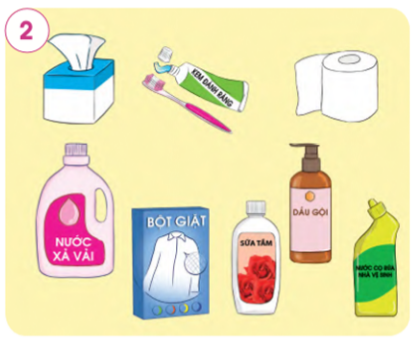 2
KEM ĐÁNH RĂNG
NƯỚC
XẢ VẢI
BỘT GIẶT
SỮA TẮM
DẦU GỘI
NƯỚC CỌ RỬA
NHÀ VỆ SINH